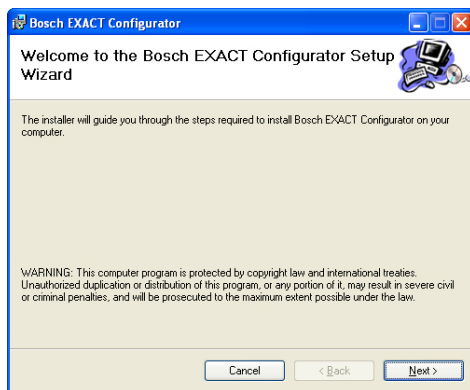 Bosch EXACT Configurator
Welcome to the Bosch EXACT Configurator Setup
Wizard
The installer will guide you through the steps required to install Bosch EXACT Configurator on your
computer.
WARNING: This computer program is protected by copyright law and international treaties.
Unauthorized duplication or distribution of this program, or any portion of it, may result in severe civil
or criminal penalties, and will be prosecuted to the maximum extent possible under the law.
Cancel
< Back
Next >